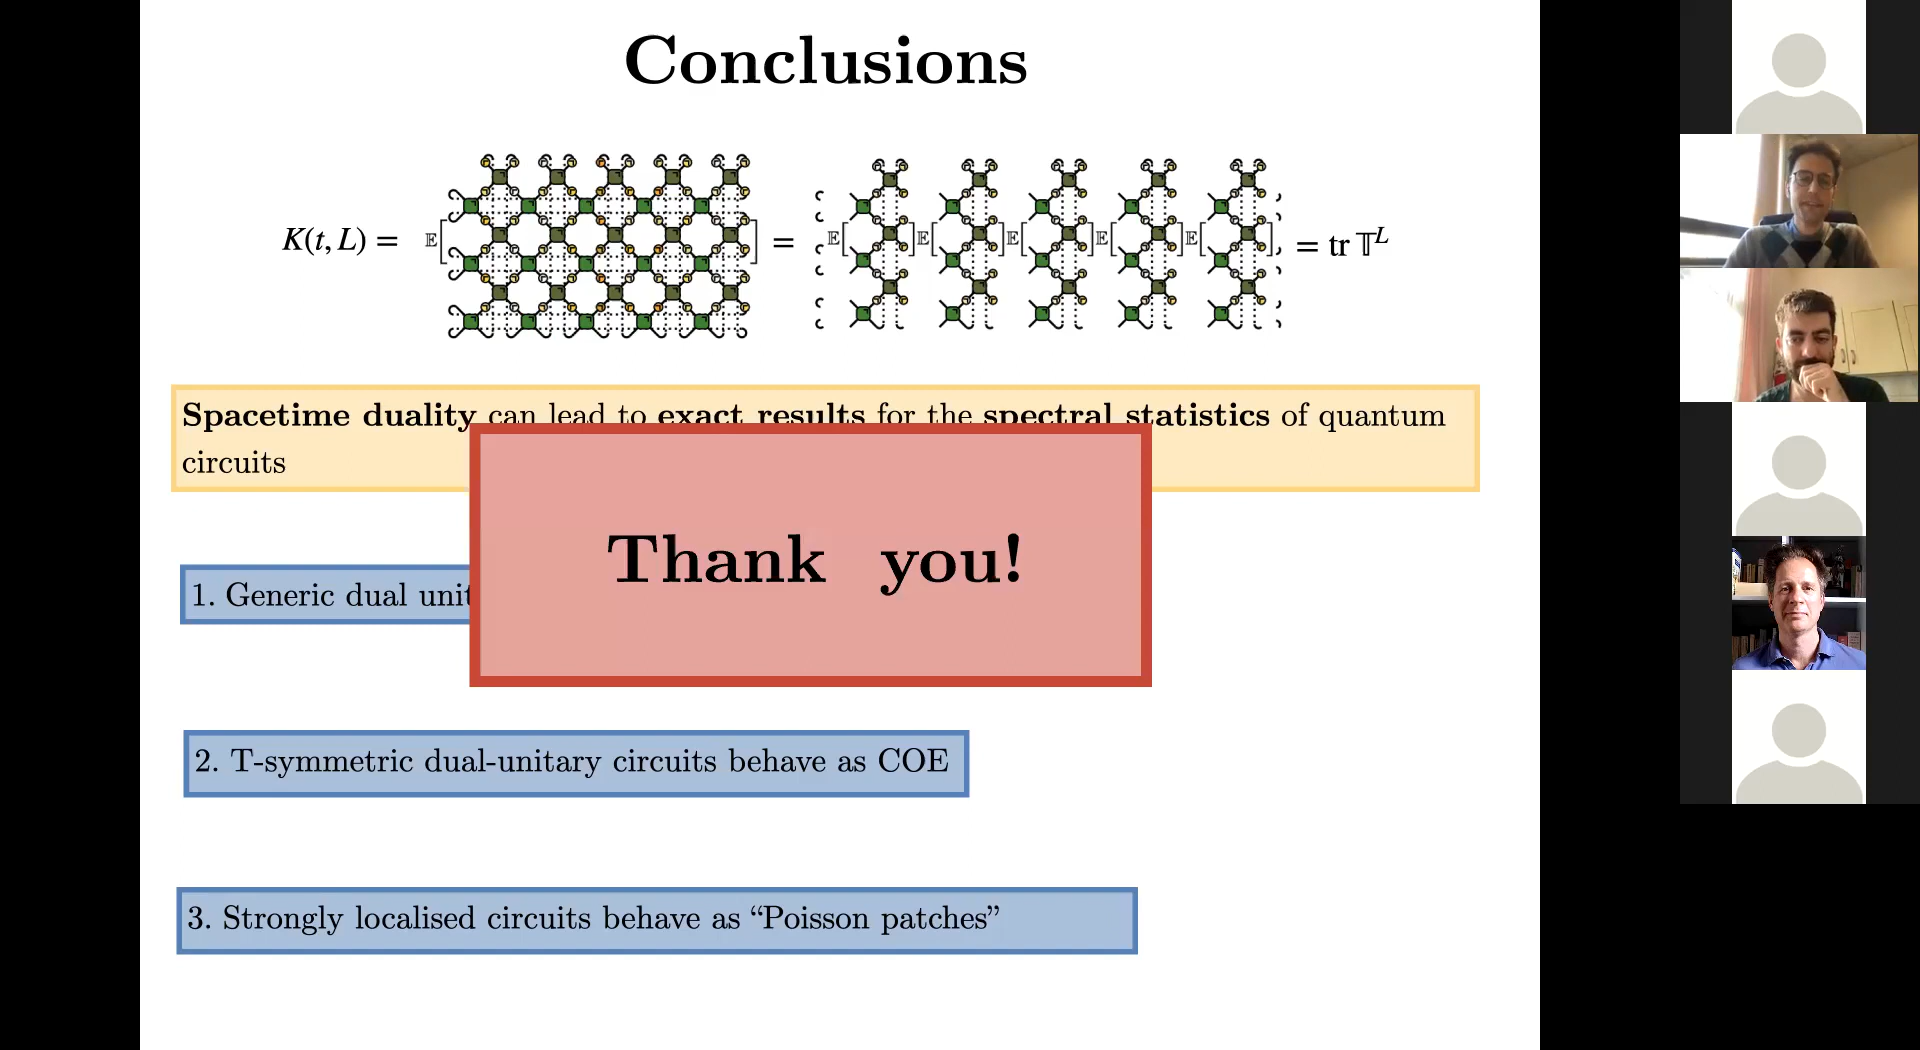 Conclusions
K(t, L) = 𝔼[ ] = 𝔼[ ]𝔼[ ]𝔼[ ]𝔼[ ]𝔼[ ] = tr 𝕋^L
Spacetime duality can lead to exact results for the spectral statistics of quantum
circuits
Thank you!
1. Generic dual unit
2. T-symmetric dual-unitary circuits behave as COE
3. Strongly localised circuits behave as “Poisson patches”